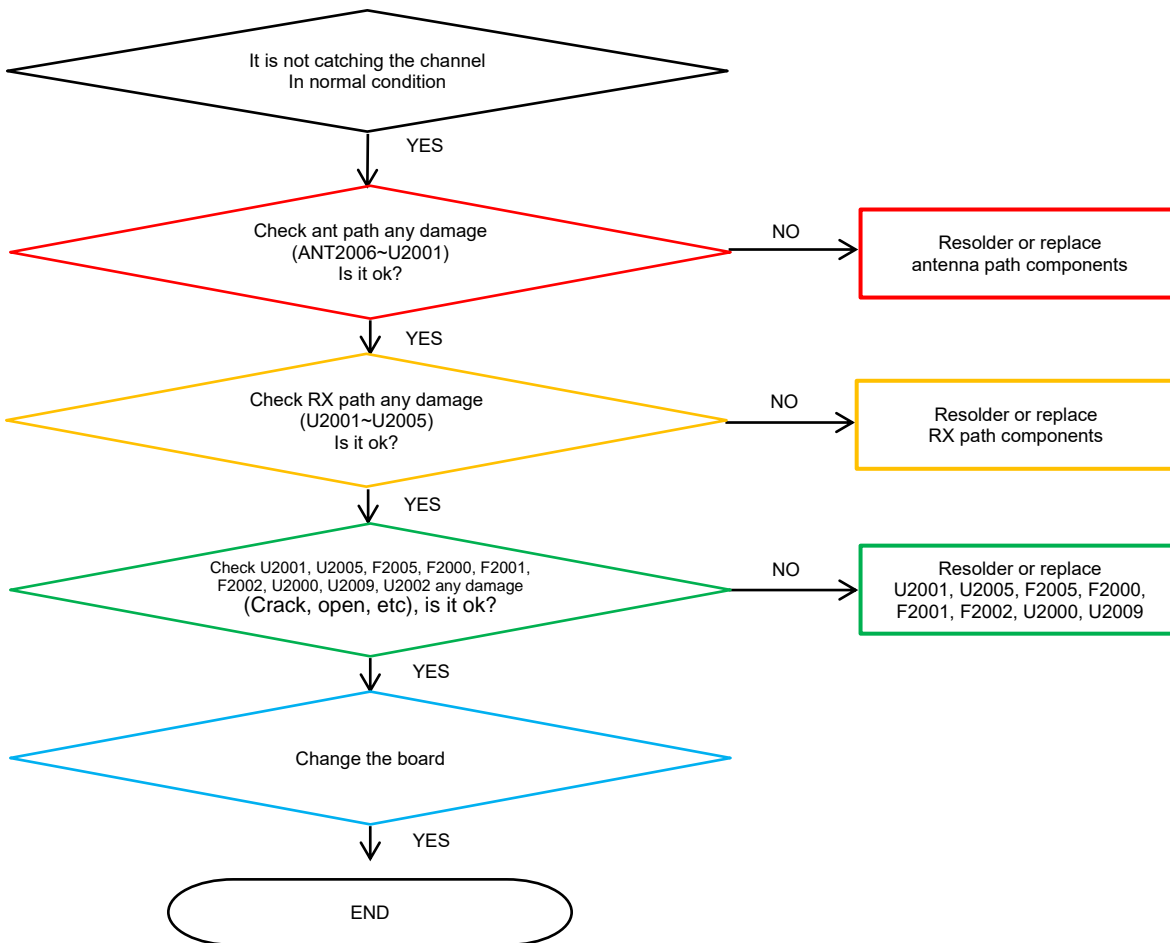 It is not catching the channel
In normal condition
YES
Check ant path any damage
(ANT2006~U2001)
Is it ok?
NO
Resolder or replace
antenna path components
YES
Check RX path any damage
(U2001~U2005)
Is it ok?
NO
Resolder or replace
RX path components
YES
Check U2001, U2005, F2005, F2000, F2001,
F2002, U2000, U2009, U2002 any damage
(Crack, open, etc), is it ok?
NO
Resolder or replace
U2001, U2005, F2005, F2000,
F2001, F2002, U2000, U2009
YES
Change the board
YES
END